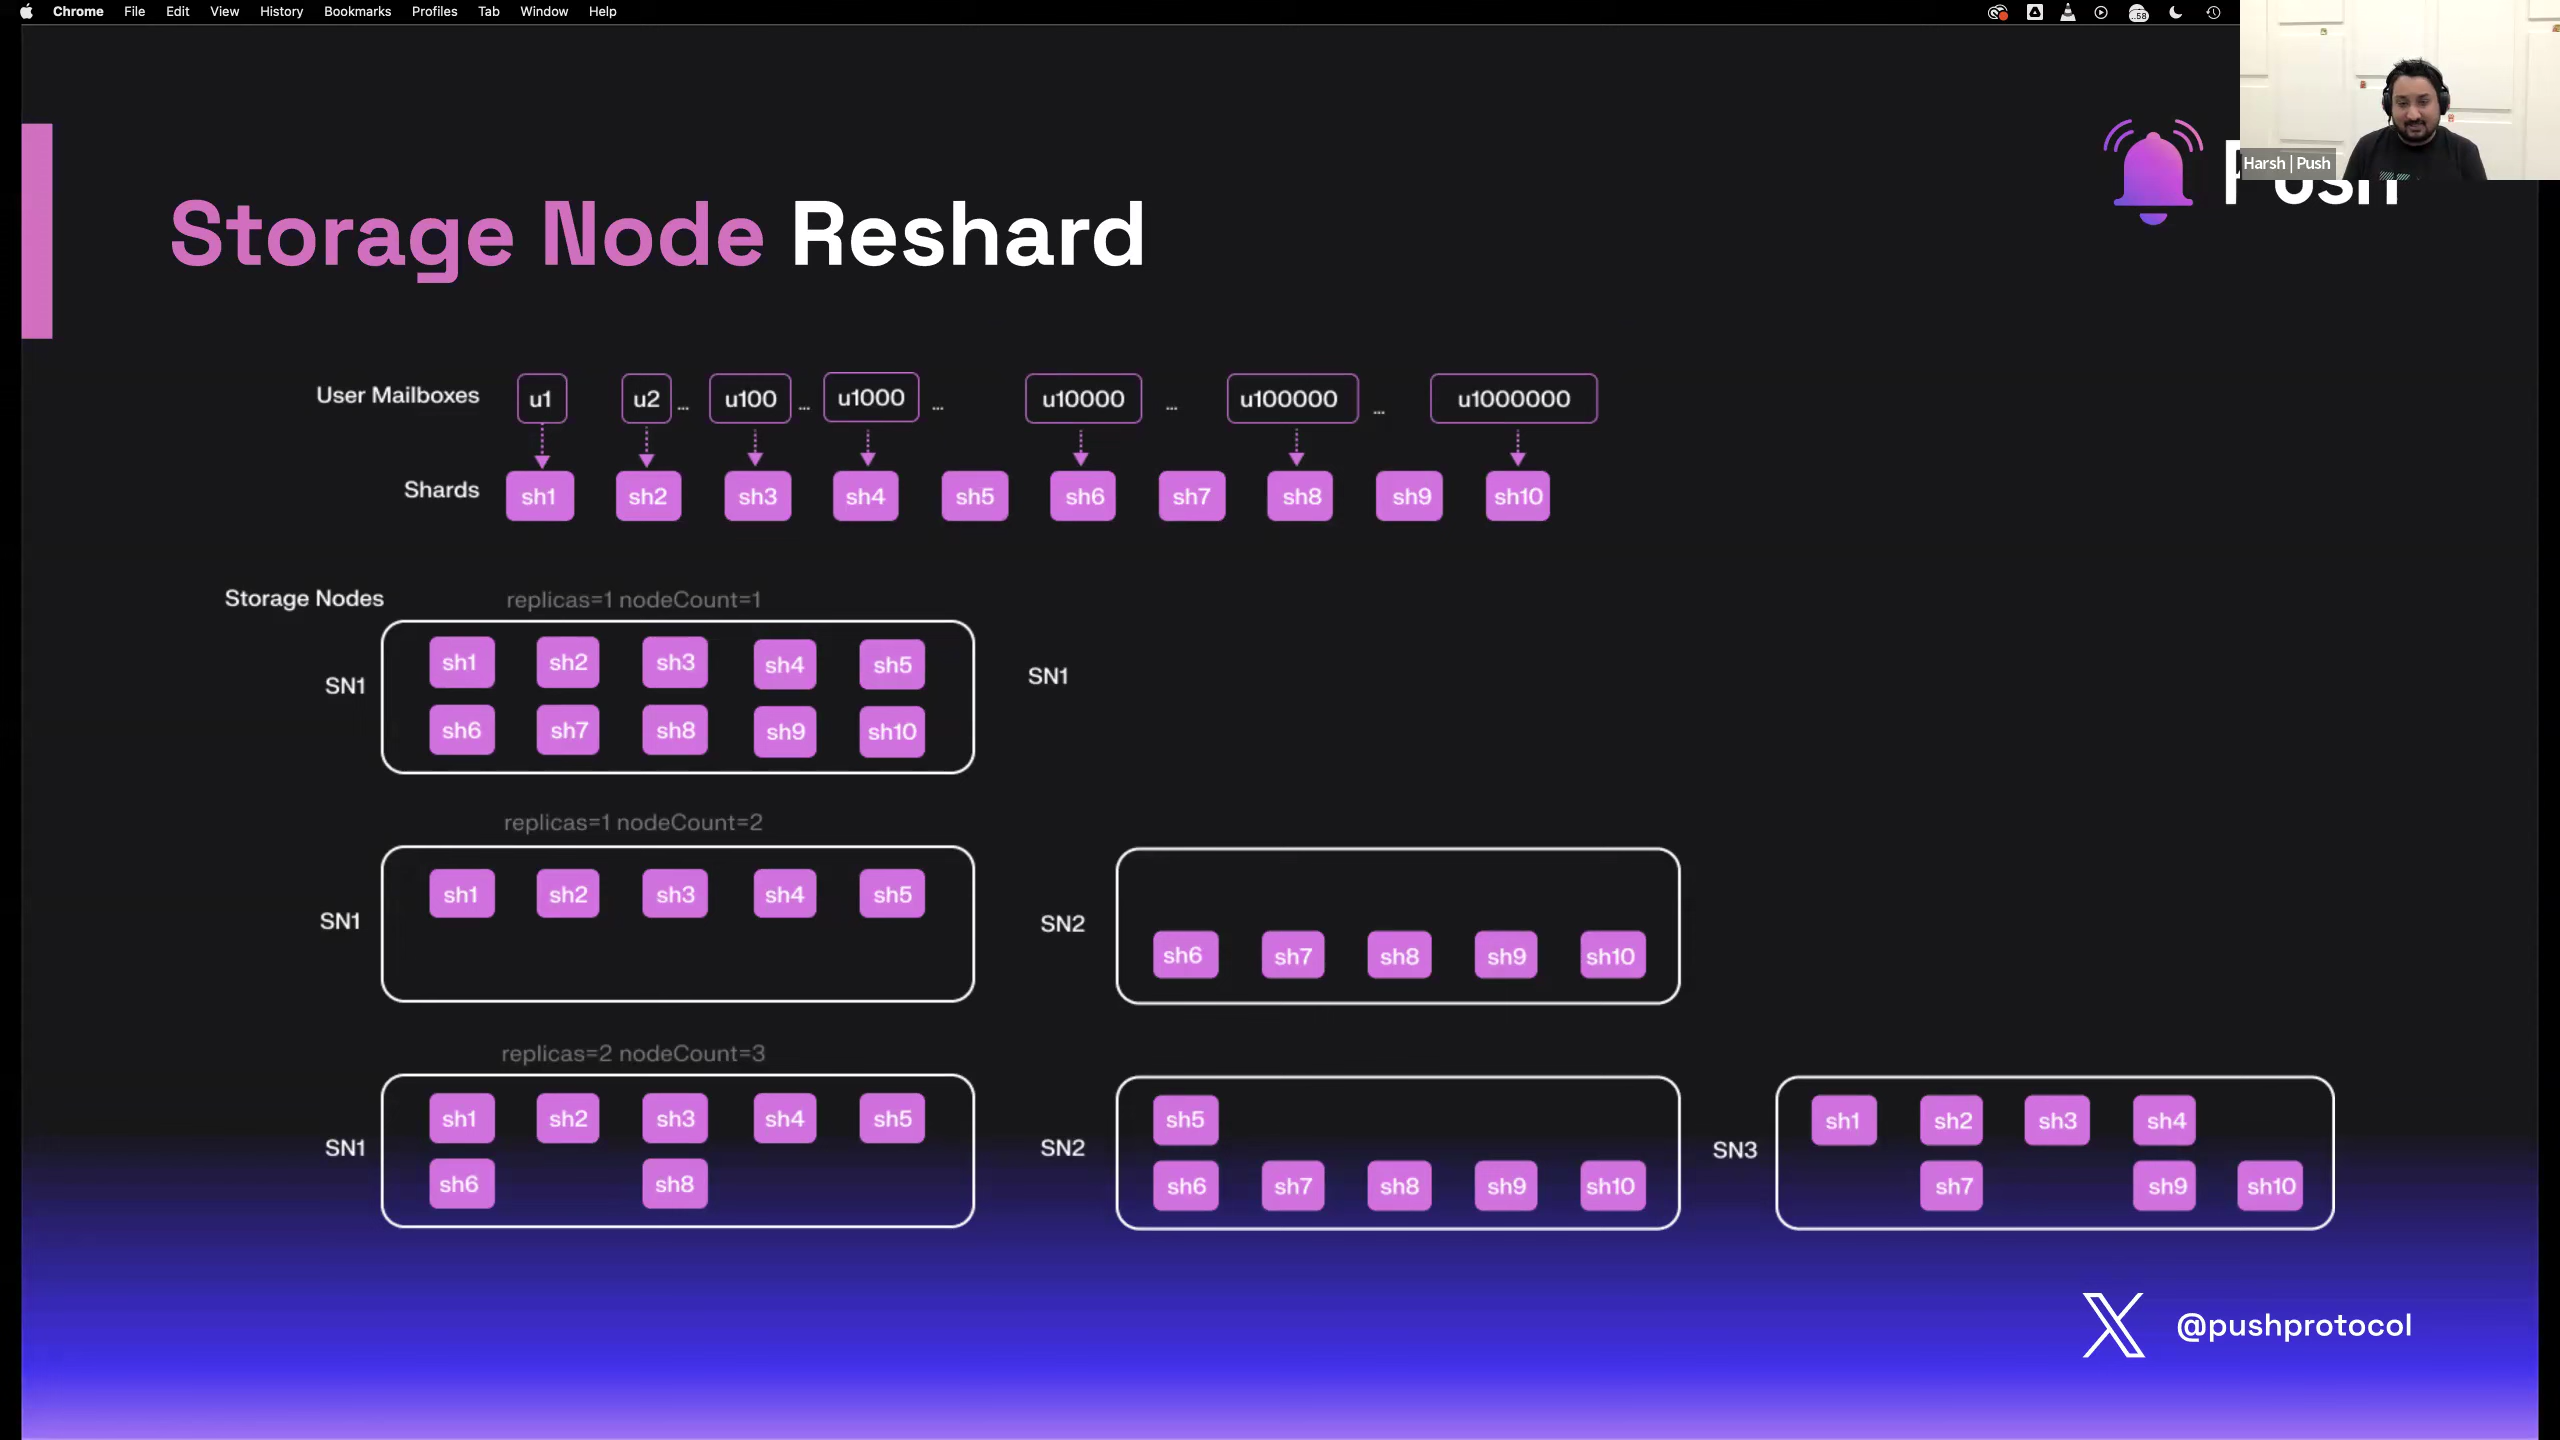 Chrome File Edit View History Bookmarks Profiles Tab Window Help
58
Harsh | Push
Push
Storage Node Reshard
User Mailboxes u1 u2 ... u100 ... u1000 ... u10000 ... u100000 ... u1000000
Shards sh1 sh2 sh3 sh4 sh5 sh6 sh7 sh8 sh9 sh10
Storage Nodes replicas=1 nodeCount=1
SN1 sh1 sh2 sh3 sh4 sh5 SN1
sh6 sh7 sh8 sh9 sh10
replicas=1 nodeCount=2
SN1 sh1 sh2 sh3 sh4 sh5
SN2 sh6 sh7 sh8 sh9 sh10
replicas=2 nodeCount=3
SN1 sh1 sh2 sh3 sh4 sh5
sh6 sh8
SN2 sh5
sh6 sh7 sh8 sh9 sh10
SN3 sh1 sh2 sh3 sh4
sh7 sh9 sh10
@pushprotocol